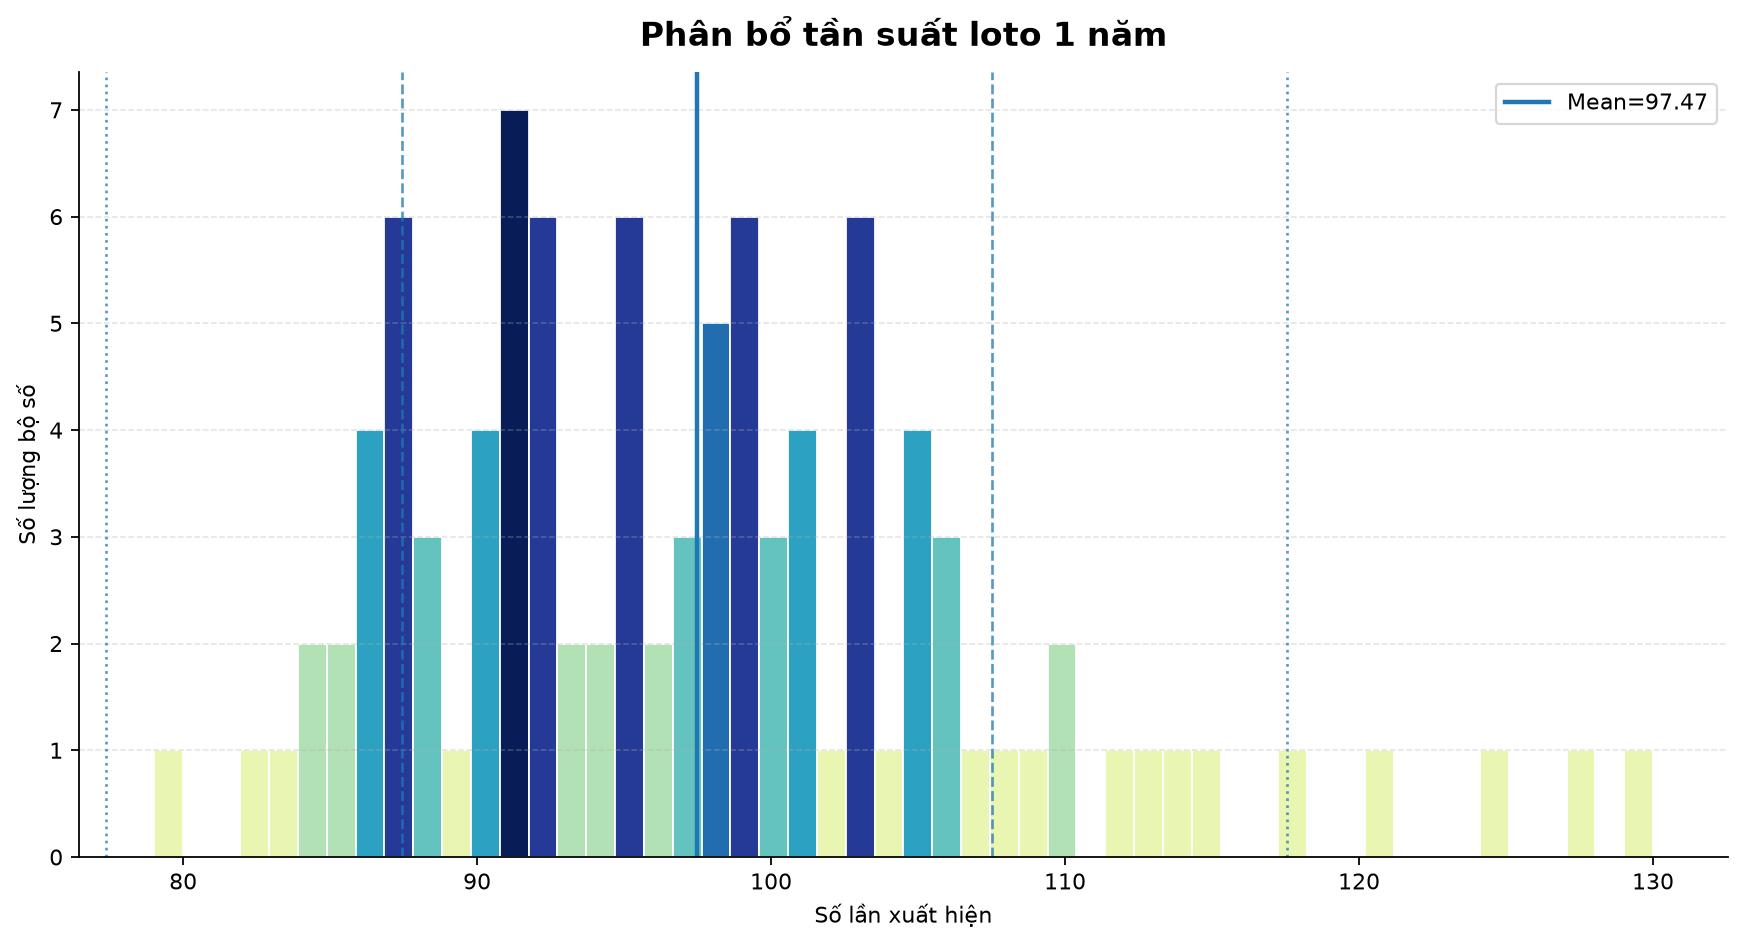 Phân bổ tần suất loto 1 năm
Mean=97.47
Số lượng bộ số
7
6
5
4
3
2
1
0
80 90 100 110 120 130
Số lần xuất hiện